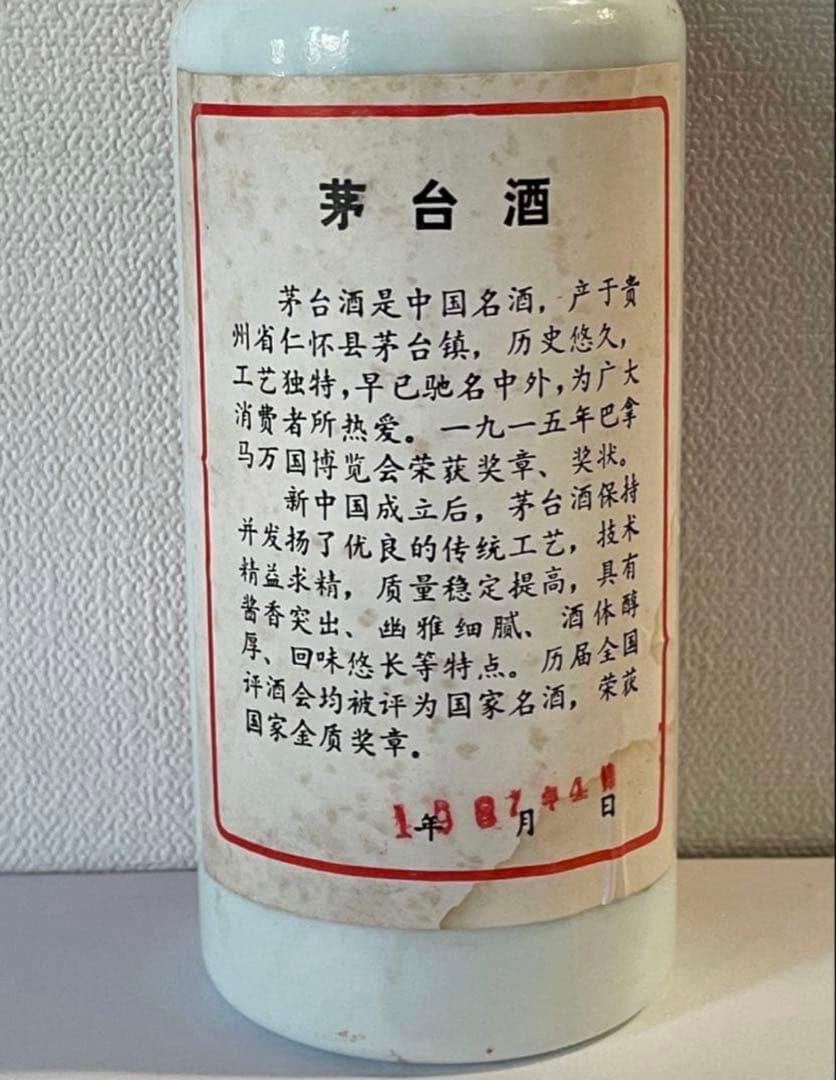 茅台酒
茅台酒是中国名酒，产于贵
州省仁怀县茅台镇，历史悠久，
工艺独特，早已驰名中外，为广大
消费者所热爱。一九一五年巴拿
马万国博览会荣获奖章、奖状。
新中国成立后，茅台酒保持
并发扬了优良的传统工艺，技术
精益求精，质量稳定提高，具有
酱香突出、幽雅细腻、酒体醇
厚、回味悠长等特点。历届全国
评酒会均被评为国家名酒，荣获
国家金质奖章。
1987年4月
年 月 日